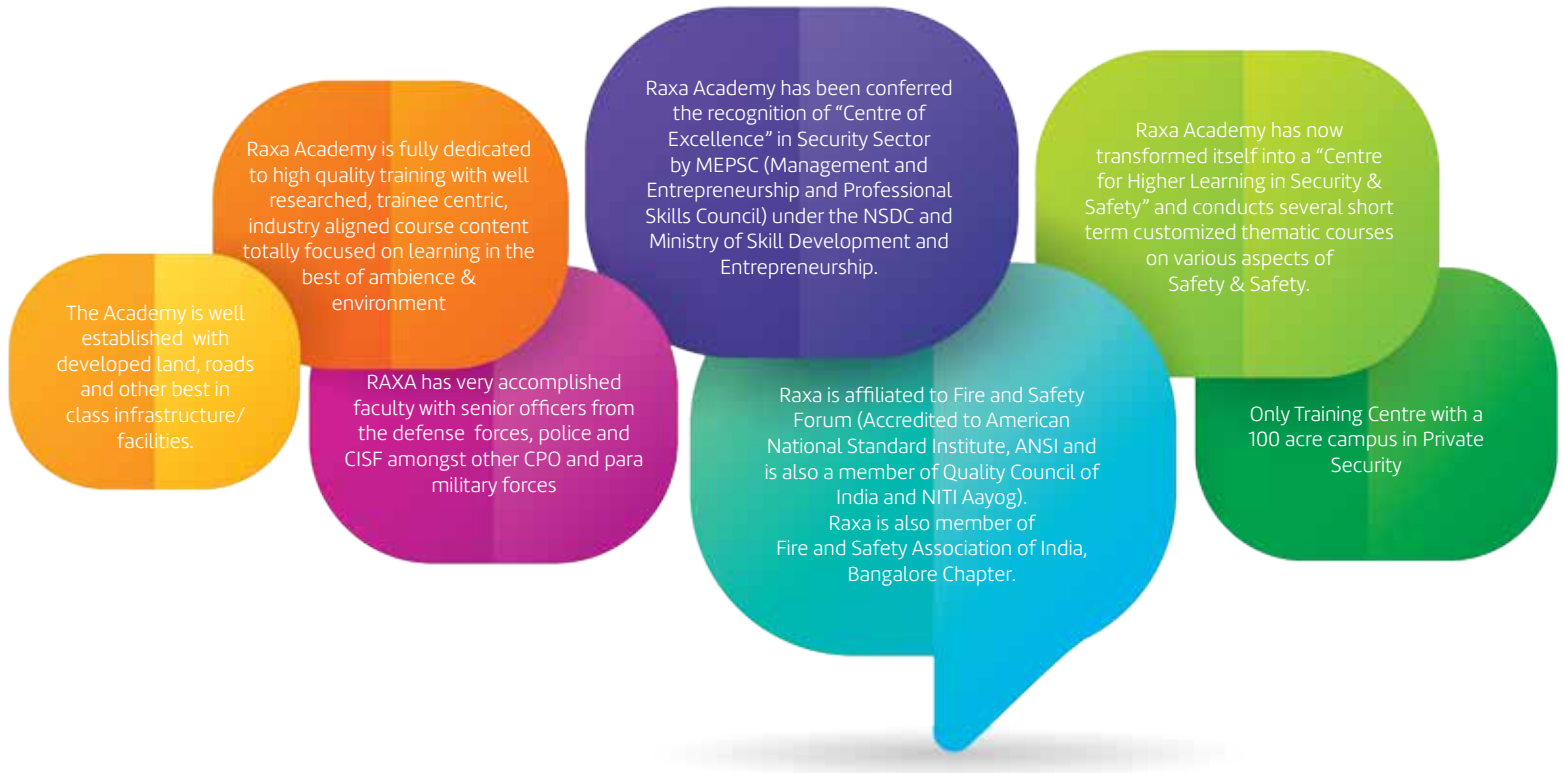 The Academy is well
established with
developed land, roads
and other best in
class infrastructure/
facilities.
Raxa Academy is fully dedicated
to high quality training with well
researched, trainee centric,
industry aligned course content
totally focused on learning in the
best of ambience &
environment
RAXA has very accomplished
faculty with senior officers from
the defense forces, police and
CISF amongst other CPO and para
military forces
Raxa Academy has been conferred
the recognition of “Centre of
Excellence” in Security Sector
by MEPSC (Management and
Entrepreneurship and Professional
Skills Council) under the NSDC and
Ministry of Skill Development and
Entrepreneurship.
Raxa is affiliated to Fire and Safety
Forum (Accredited to American
National Standard Institute, ANSI and
is also a member of Quality Council of
India and NITI Aayog).
Raxa is also member of
Fire and Safety Association of India,
Bangalore Chapter.
Raxa Academy has now
transformed itself into a “Centre
for Higher Learning in Security &
Safety” and conducts several short
term customized thematic courses
on various aspects of
Safety & Safety.
Only Training Centre with a
100 acre campus in Private
Security